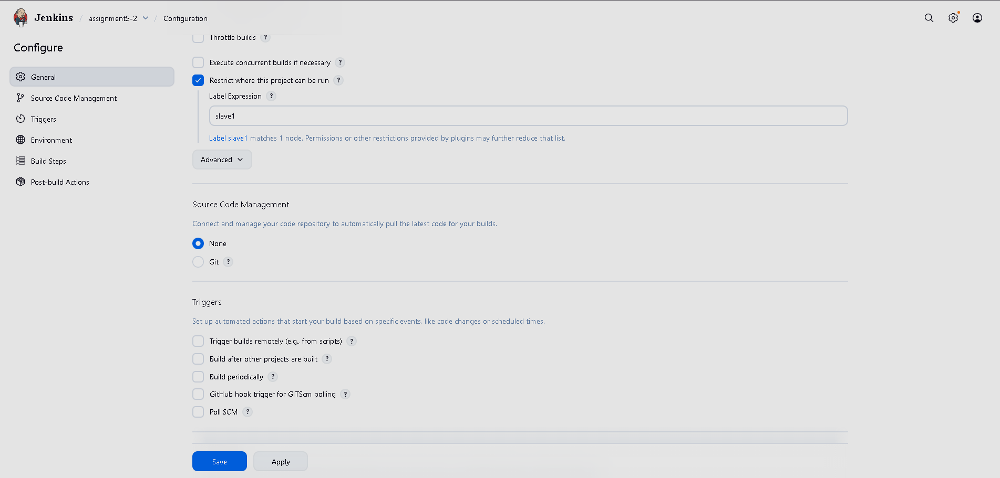 Jenkins / assignment5-2 / Configuration
Configure
General
Source Code Management
Triggers
Environment
Build Steps
Post-build Actions
Throttle builds ?
Execute concurrent builds if necessary ?
Restrict where this project can be run ?
Label Expression ?
slave1
Label slave1 matches 1 node. Permissions or other restrictions provided by plugins may further reduce that list.
Advanced
Source Code Management
Connect and manage your code repository to automatically pull the latest code for your builds.
None
Git ?
Triggers
Set up automated actions that start your build based on specific events, like code changes or scheduled times.
Trigger builds remotely (e.g., from scripts) ?
Build after other projects are built ?
Build periodically ?
GitHub hook trigger for GITScm polling ?
Poll SCM ?
Save Apply